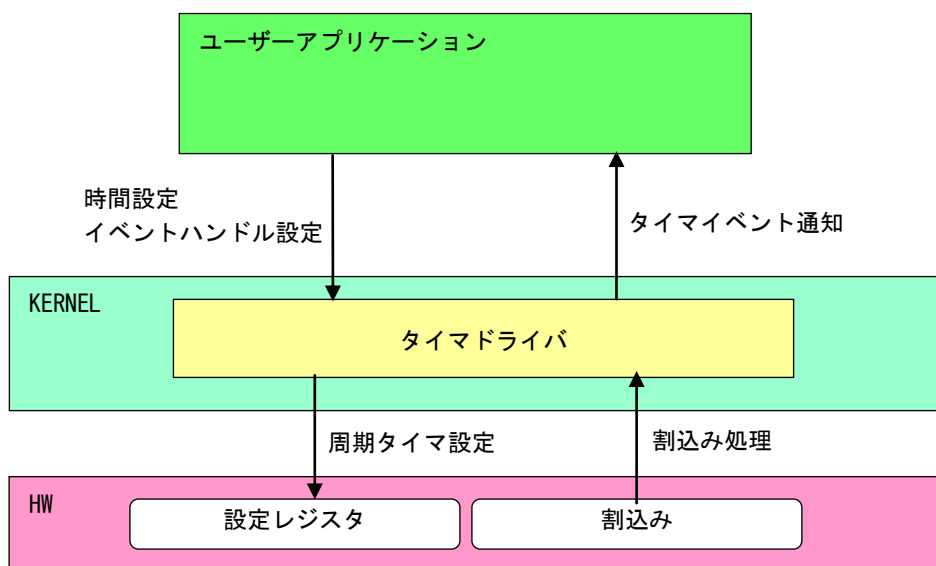 ユーザーアプリケーション
時間設定
イベントハンドル設定
タイマイベント通知
KERNEL
タイマドライバ
周期タイマ設定
割込み処理
HW
設定レジスタ
割込み